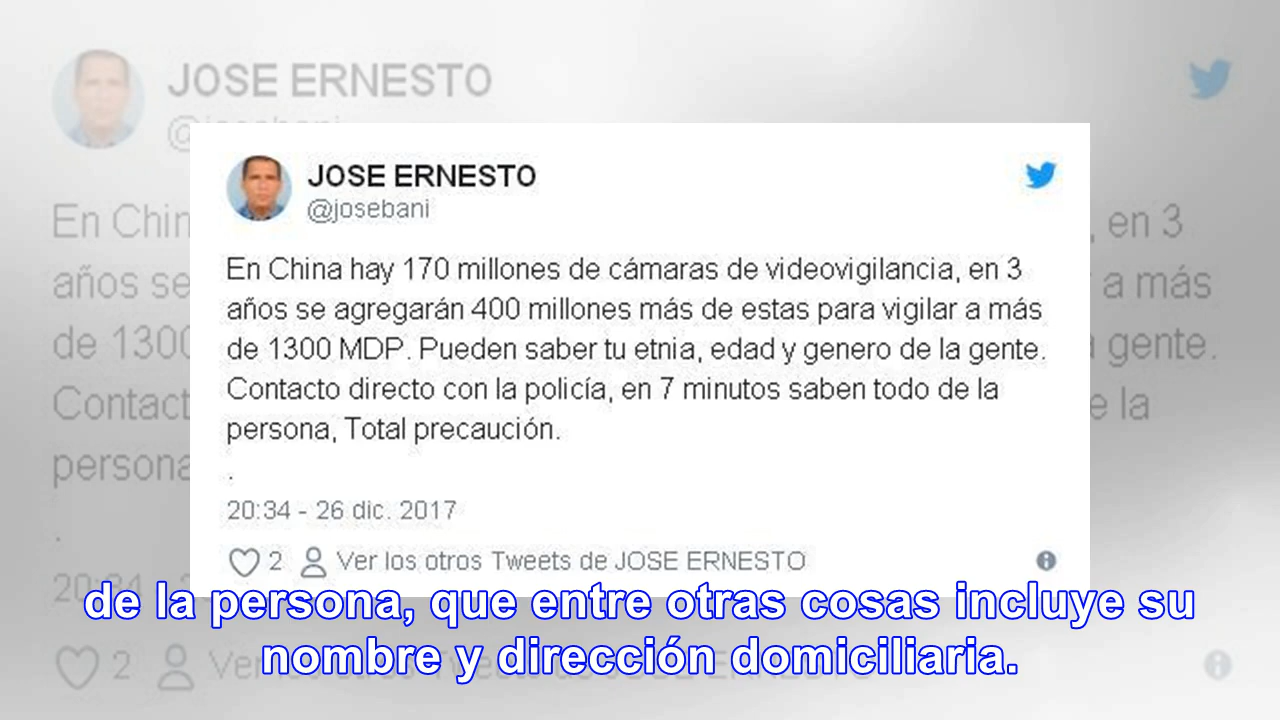 JOSE ERNESTO
JOSE ERNESTO
@josebani
En China hay 170 millones de cámaras de videovigilancia, en 3
años se agregarán 400 millones más de estas para vigilar a más
de 1300 MDP. Pueden saber tu etnia, edad y genero de la gente.
Contacto directo con la policía, en 7 minutos saben todo de la
persona, Total precaución.
.
20:34 - 26 dic. 2017
2 Ver los otros Tweets de JOSE ERNESTO
de la persona, que entre otras cosas incluye su
nombre y dirección domiciliaria.